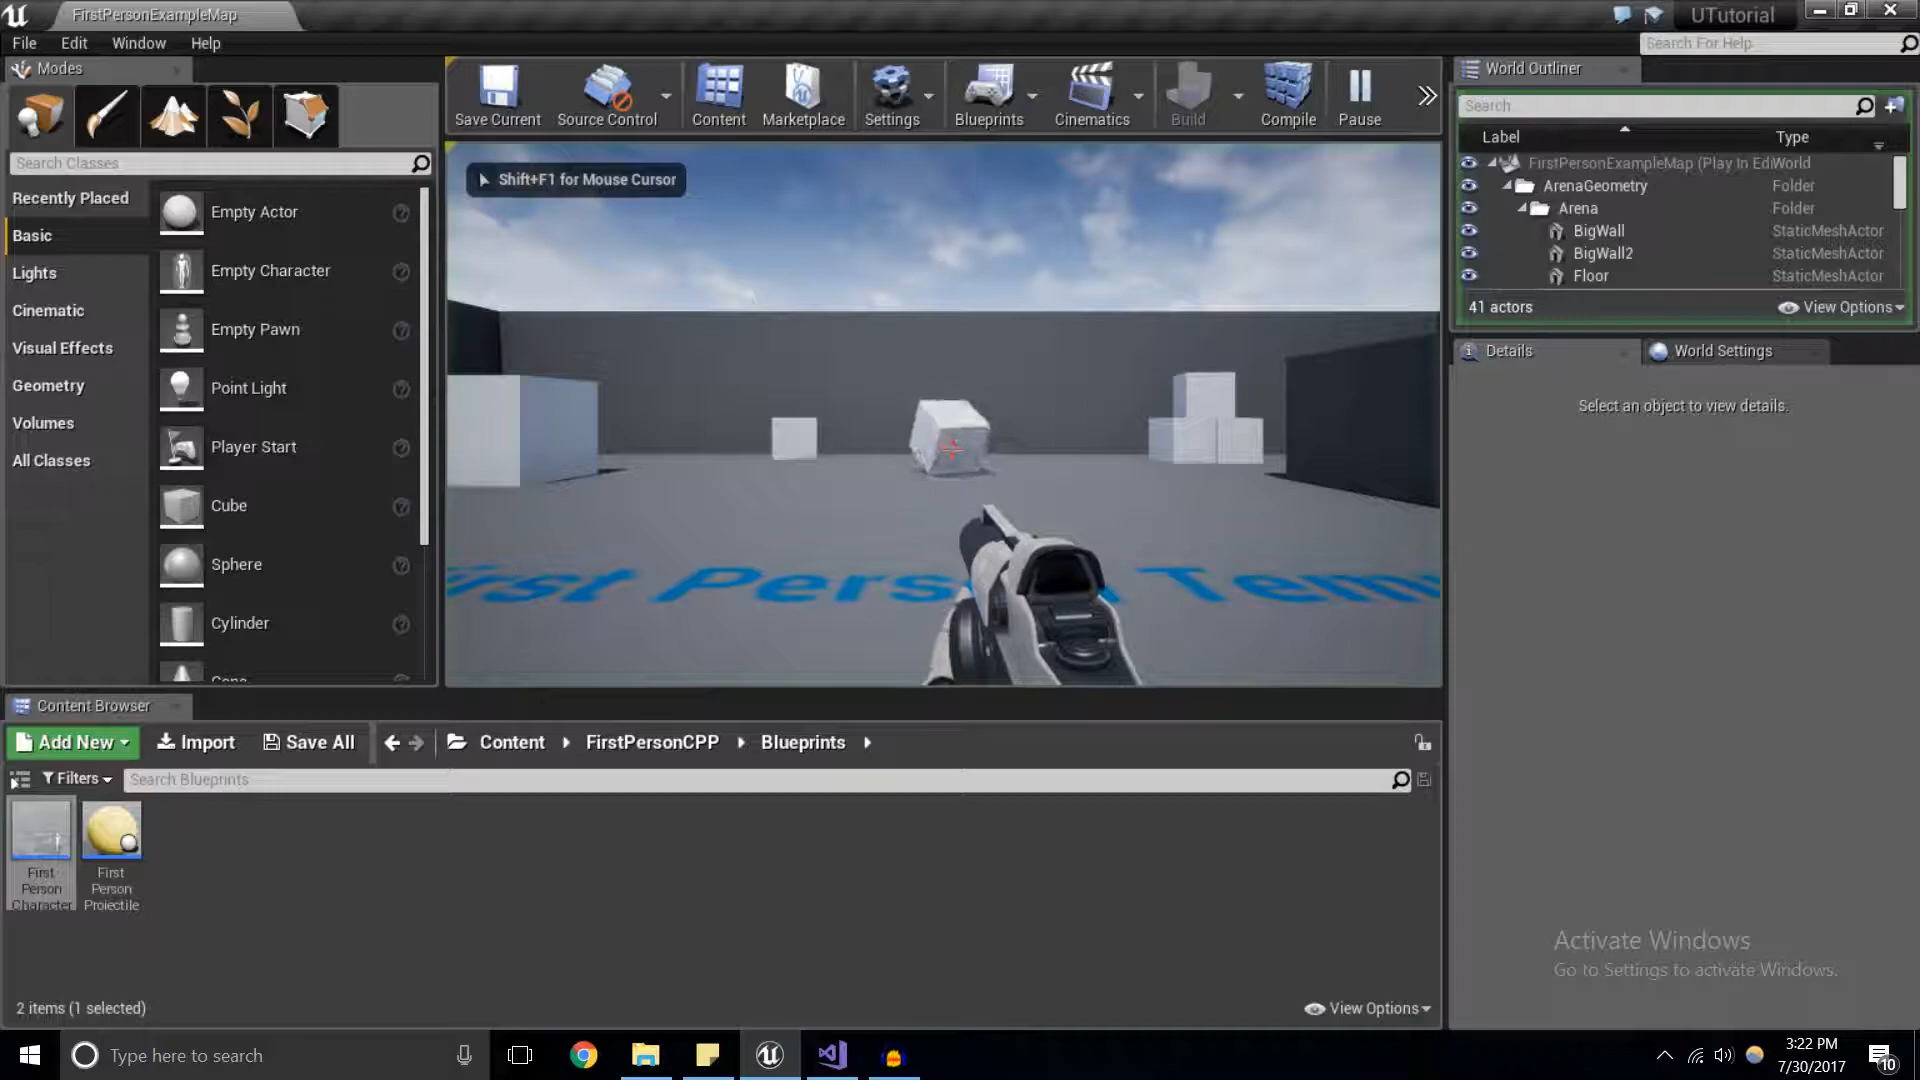 FirstPersonExampleMap
UTutorial
File Edit Window Help
Search For Help
Modes
Search Classes
Recently Placed
Basic
Lights
Cinematic
Visual Effects
Geometry
Volumes
All Classes
Empty Actor
Empty Character
Empty Pawn
Point Light
Player Start
Cube
Sphere
Cylinder
Cone
Save Current Source Control Content Marketplace Settings Blueprints Cinematics Build Compile Pause
Shift+F1 for Mouse Cursor
First Person Tem
World Outliner
Search
Label Type
FirstPersonExampleMap (Play In Edi World
ArenaGeometry Folder
Arena Folder
BigWall StaticMeshActor
BigWall2 StaticMeshActor
Floor StaticMeshActor
41 actors View Options
Details World Settings
Select an object to view details.
Content Browser
Add New Import Save All Content FirstPersonCPP Blueprints
Filters Search Blueprints
First
Person
Character
First
Person
Projectile
2 items (1 selected) View Options
Activate Windows
Go to Settings to activate Windows.
Type here to search
3:22 PM
7/30/2017
10